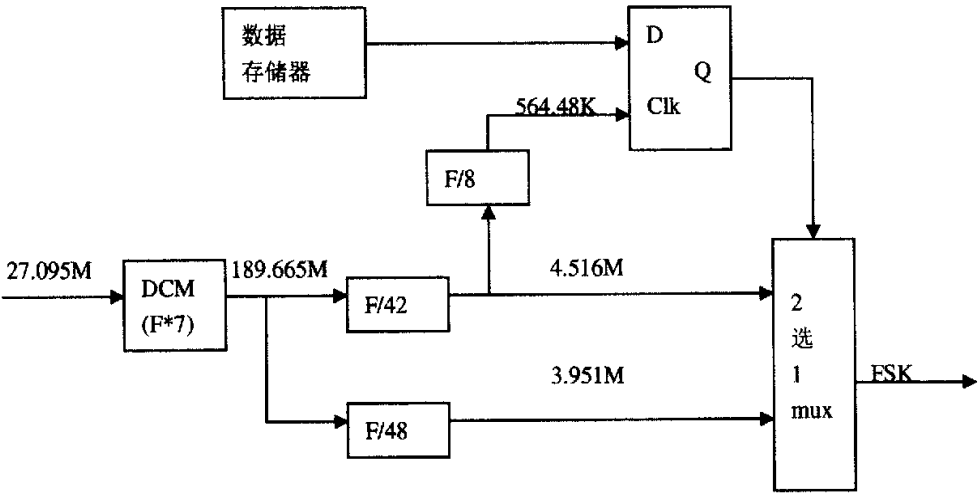 数据
存储器
D
Q
Clk
564.48K
F/8
27.095M
DCM
(F*7)
189.665M
F/42
4.516M
3.951M
F/48
2
选
1
mux
FSK